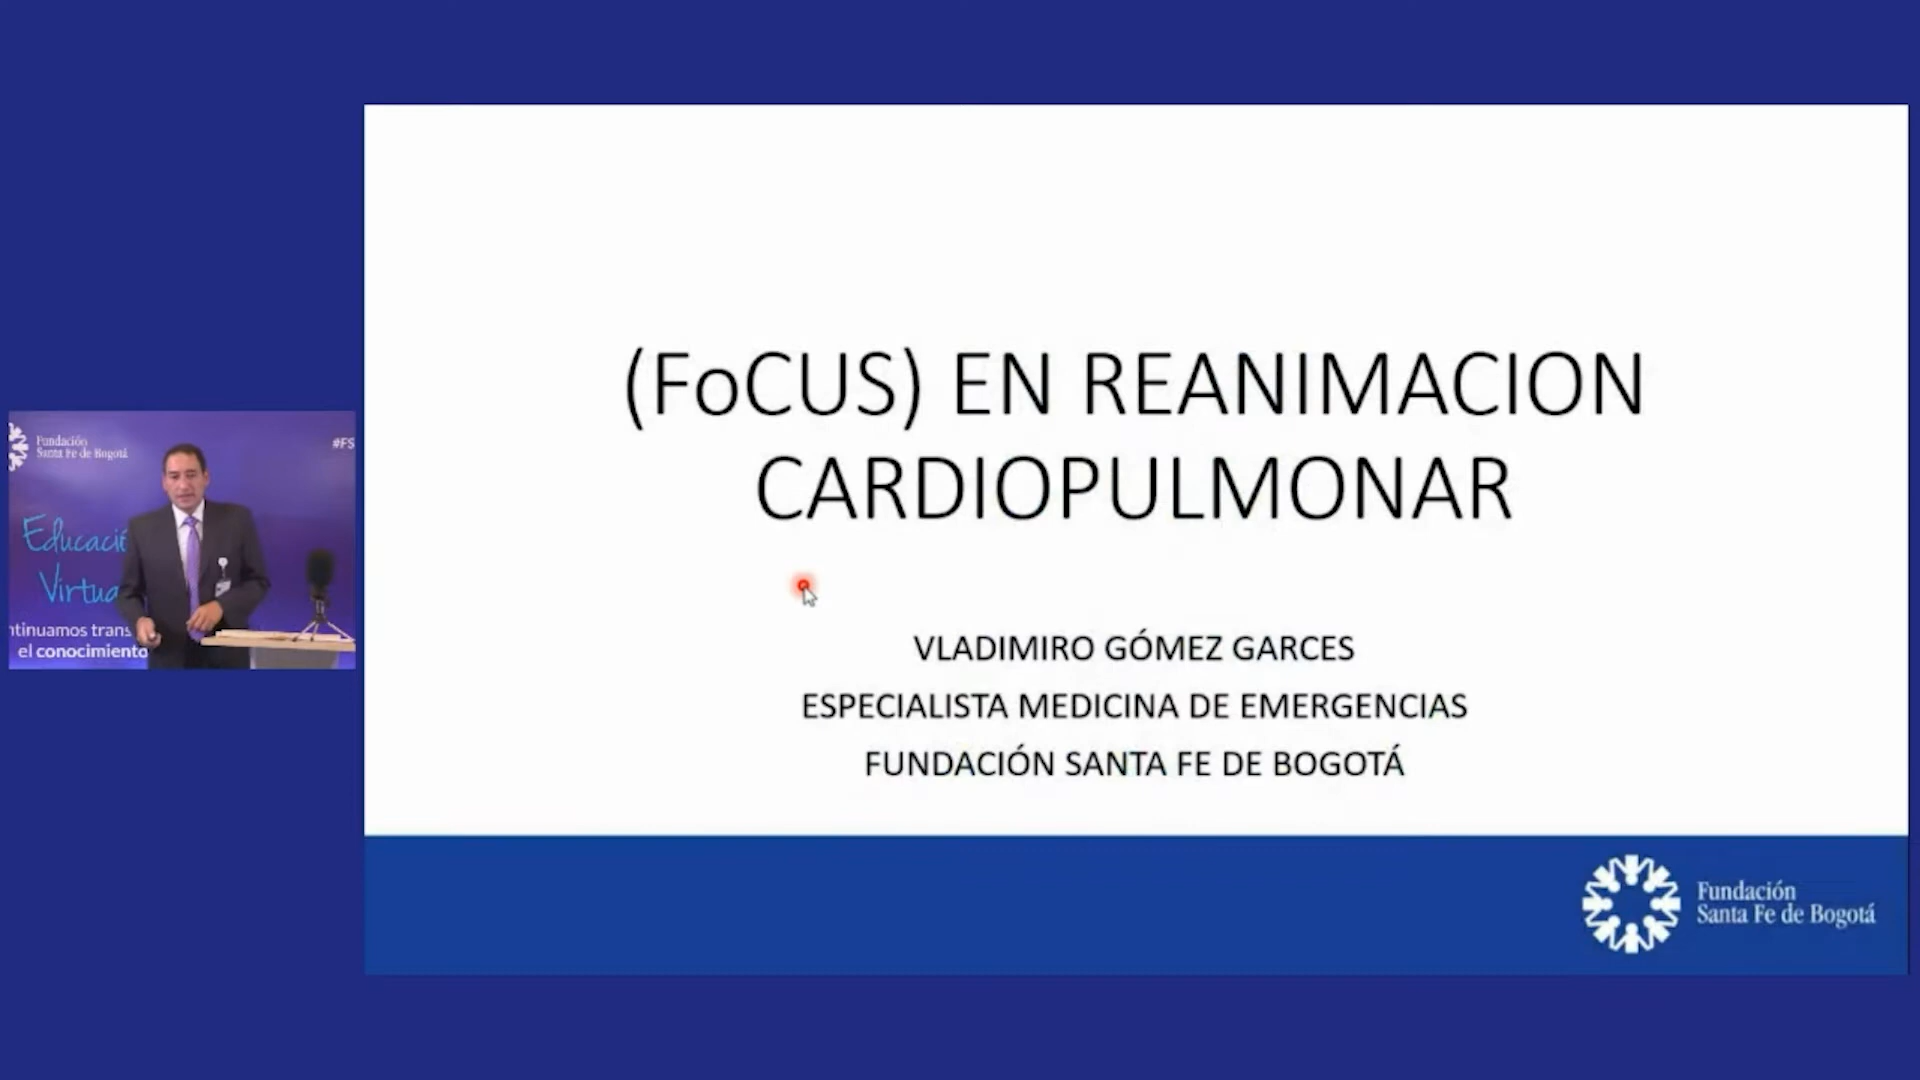 (FoCUS) EN REANIMACION
CARDIOPULMONAR
VLADIMIRO GÓMEZ GARCES
ESPECIALISTA MEDICINA DE EMERGENCIAS
FUNDACIÓN SANTA FE DE BOGOTÁ
Fundación
Santa Fe de Bogotá
Fundación
Santa Fe de Bogotá
#FS
Educació
Virtua
ntinuamos trans
el conocimiento